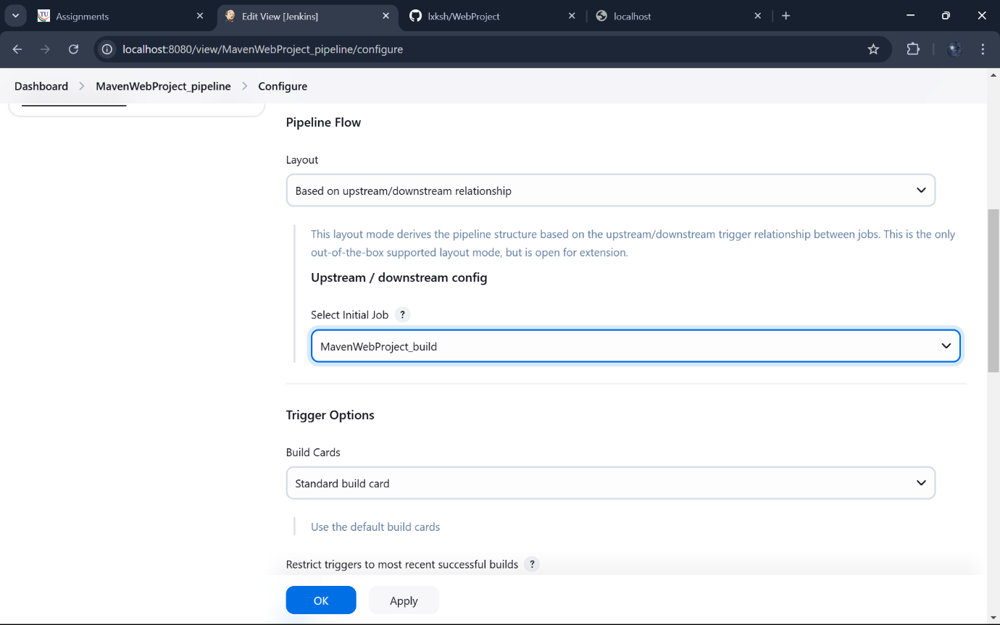 Assignments
Edit View [Jenkins]
lxksh/WebProject
localhost
localhost:8080/view/MavenWebProject_pipeline/configure
Dashboard > MavenWebProject_pipeline > Configure
Pipeline Flow
Layout
Based on upstream/downstream relationship
This layout mode derives the pipeline structure based on the upstream/downstream trigger relationship between jobs. This is the only
out-of-the-box supported layout mode, but is open for extension.
Upstream / downstream config
Select Initial Job ?
MavenWebProject_build
Trigger Options
Build Cards
Standard build card
Use the default build cards
Restrict triggers to most recent successful builds ?
OK Apply